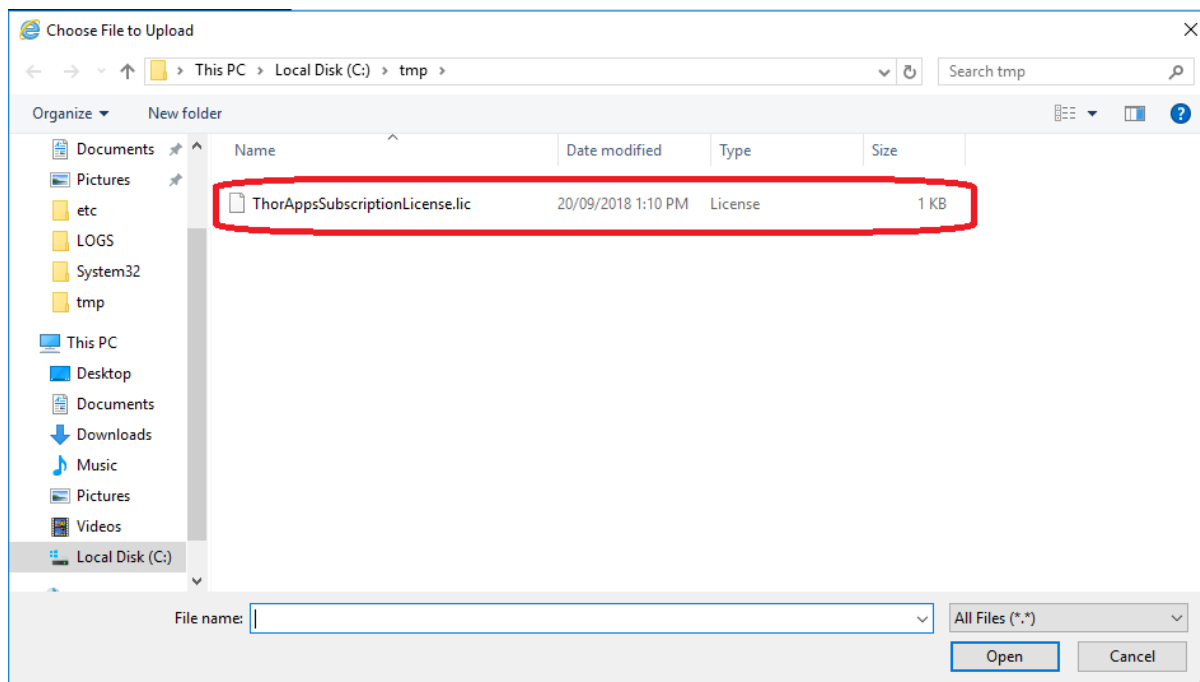 Choose File to Upload
This PC > Local Disk (C:) > tmp >
Search tmp
Organize
New folder
Name
Date modified
Type
Size
ThorAppsSubscriptionLicense.lic
20/09/2018 1:10 PM
License
1 KB
Documents
Pictures
etc
LOGS
System32
tmp
This PC
Desktop
Documents
Downloads
Music
Pictures
Videos
Local Disk (C:)
File name:
All Files (*.*)
Open
Cancel